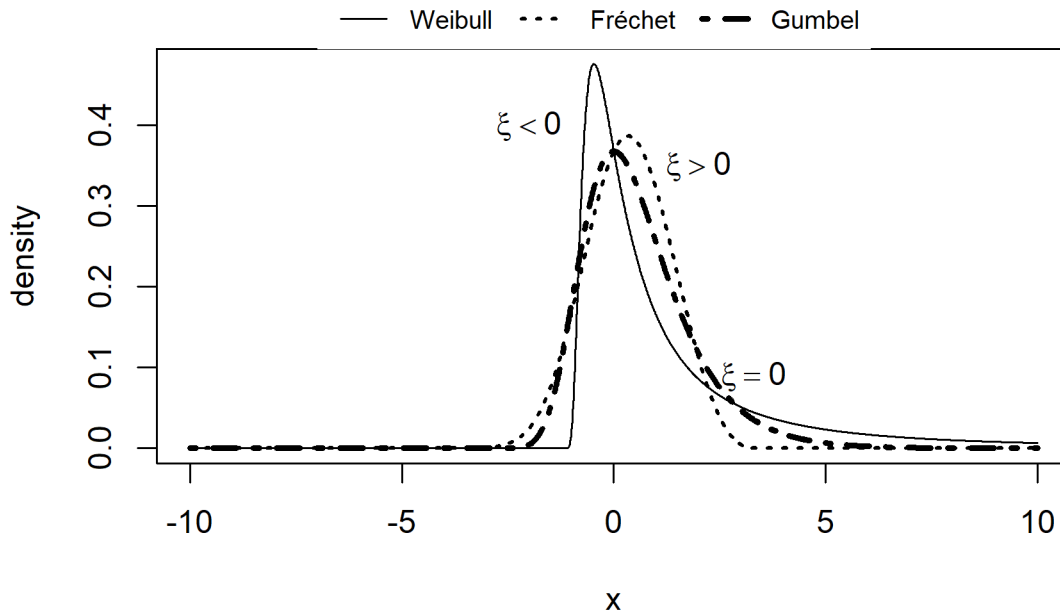 Weibull Fréchet Gumbel
ξ < 0
ξ > 0
ξ = 0
density
0.0 0.1 0.2 0.3 0.4
-10 -5 0 5 10
x